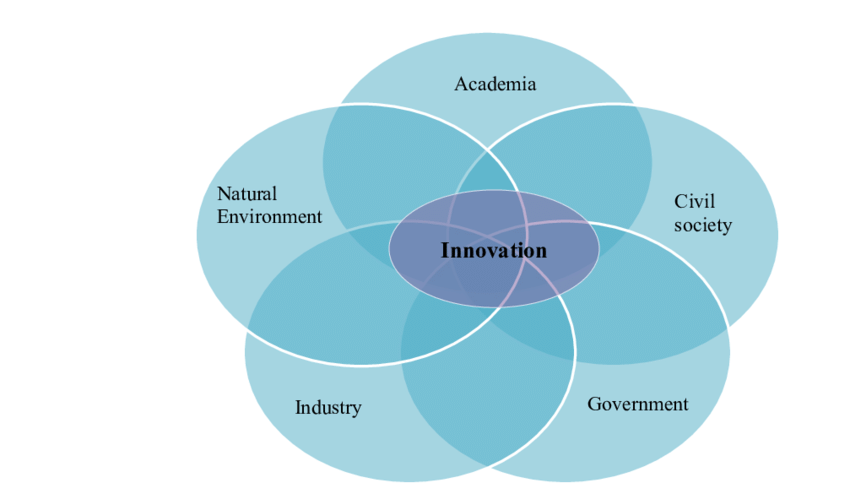 Academia
Natural
Environment
Civil
society
Innovation
Industry
Government